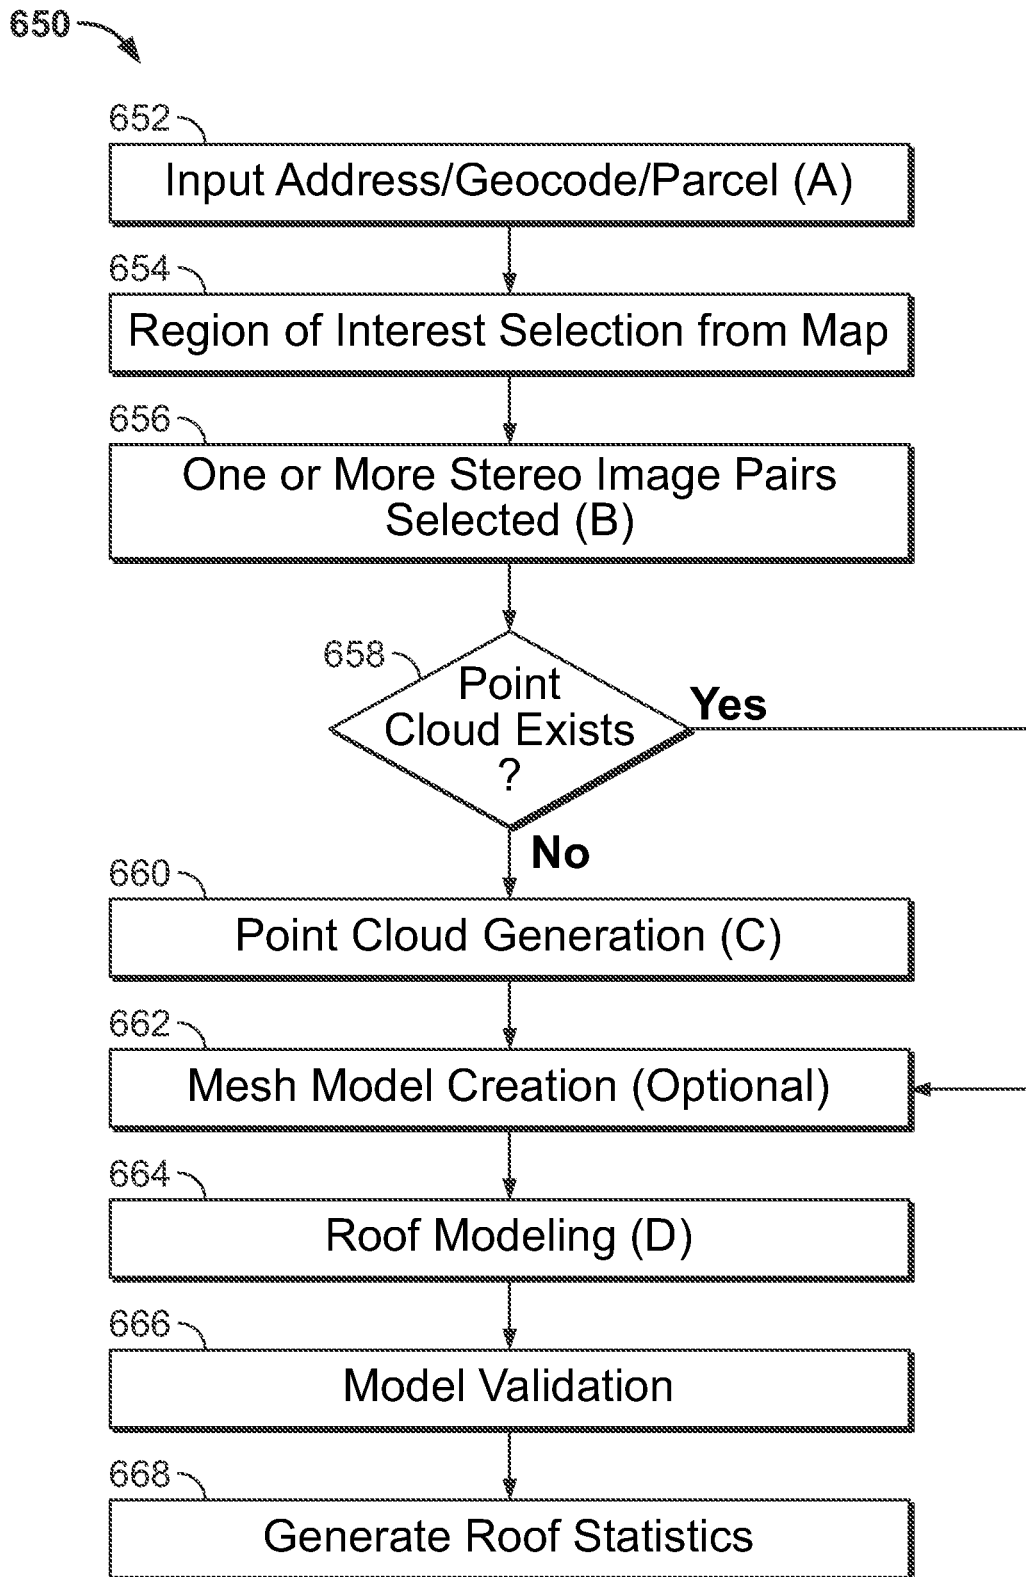 650
652
Input Address/Geocode/Parcel (A)
654
Region of Interest Selection from Map
656
One or More Stereo Image Pairs
Selected (B)
658
Point
Cloud Exists
?
Yes
No
660
Point Cloud Generation (C)
662
Mesh Model Creation (Optional)
664
Roof Modeling (D)
666
Model Validation
668
Generate Roof Statistics